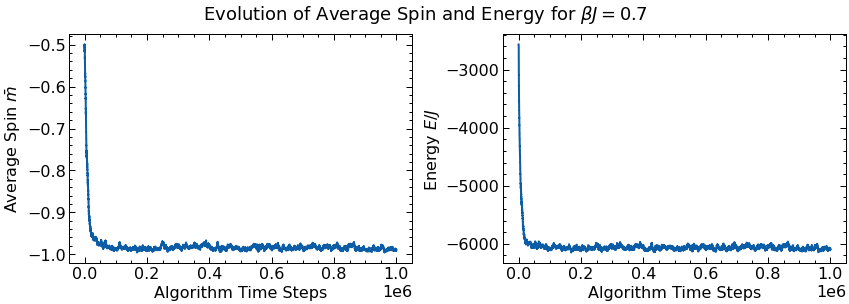 Evolution of Average Spin and Energy for βJ = 0.7
Average Spin m̄
−0.5
−0.6
−0.7
−0.8
−0.9
−1.0
0.0 0.2 0.4 0.6 0.8 1.0
1e6
Algorithm Time Steps
Energy E/J
−3000
−4000
−5000
−6000
0.0 0.2 0.4 0.6 0.8 1.0
1e6
Algorithm Time Steps